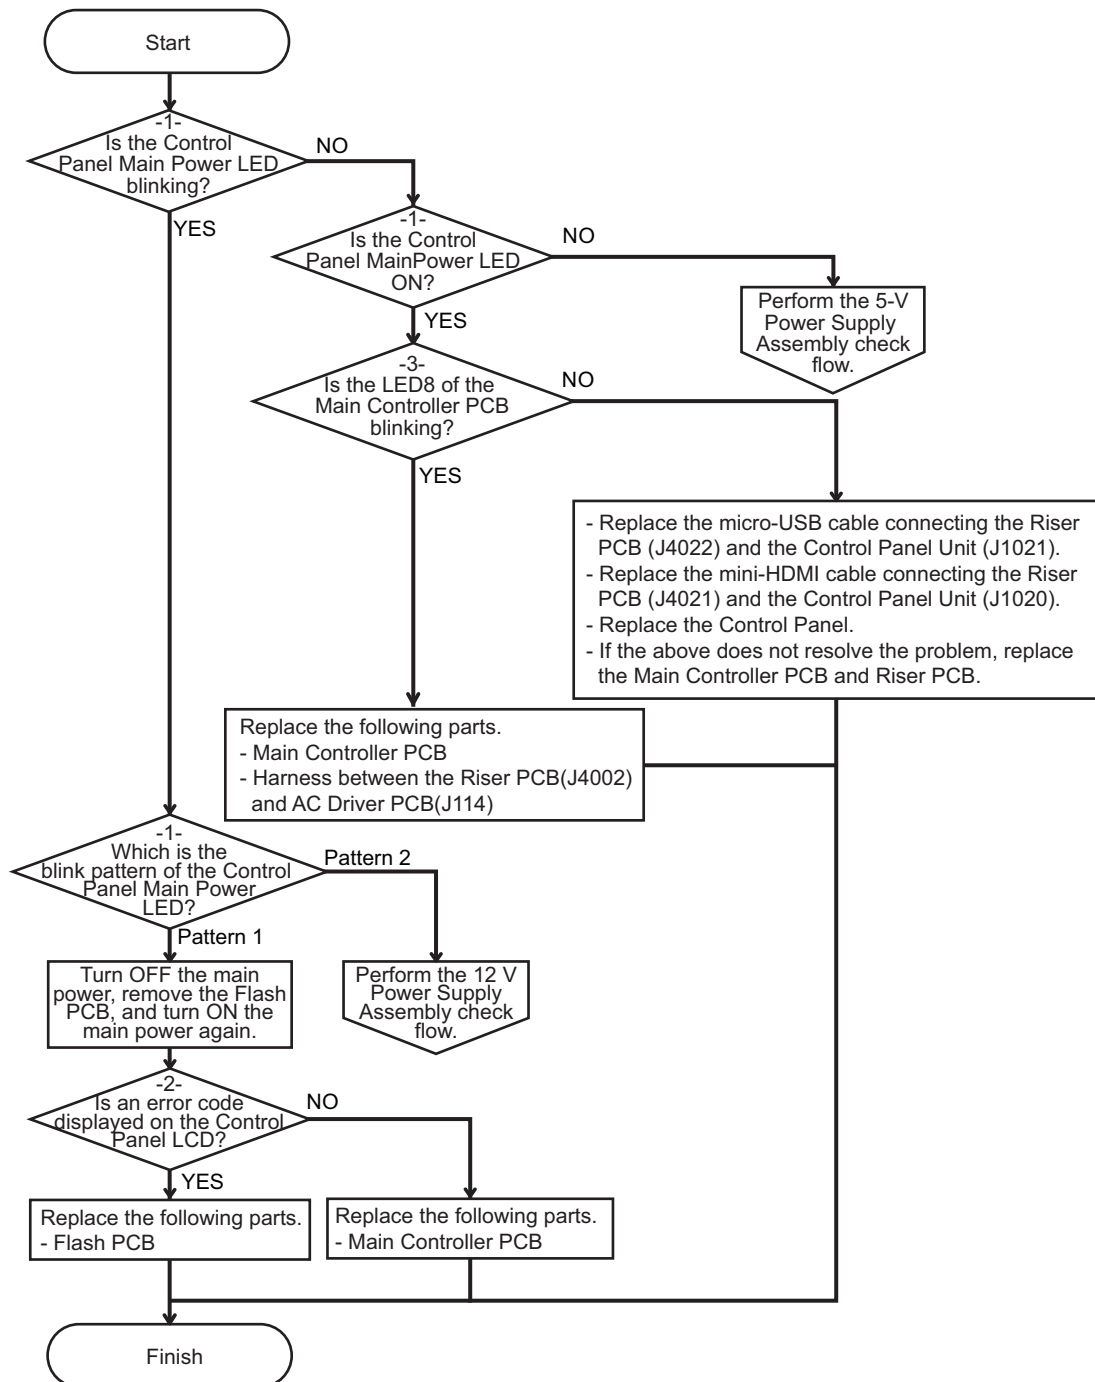 Start
-1-
Is the Control
Panel Main Power LED
blinking?
NO
YES
-1-
Is the Control
Panel MainPower LED
ON?
NO
YES
Perform the 5-V
Power Supply
Assembly check
flow.
-3-
Is the LED8 of the
Main Controller PCB
blinking?
NO
YES
- Replace the micro-USB cable connecting the Riser
PCB (J4022) and the Control Panel Unit (J1021).
- Replace the mini-HDMI cable connecting the Riser
PCB (J4021) and the Control Panel Unit (J1020).
- Replace the Control Panel.
- If the above does not resolve the problem, replace
the Main Controller PCB and Riser PCB.
Replace the following parts.
- Main Controller PCB
- Harness between the Riser PCB(J4002)
and AC Driver PCB(J114)
-1-
Which is the
blink pattern of the Control
Panel Main Power
LED?
Pattern 2
Pattern 1
Turn OFF the main
power, remove the Flash
PCB, and turn ON the
main power again.
Perform the 12 V
Power Supply
Assembly check
flow.
-2-
Is an error code
displayed on the Control
Panel LCD?
NO
YES
Replace the following parts.
- Flash PCB
Replace the following parts.
- Main Controller PCB
Finish